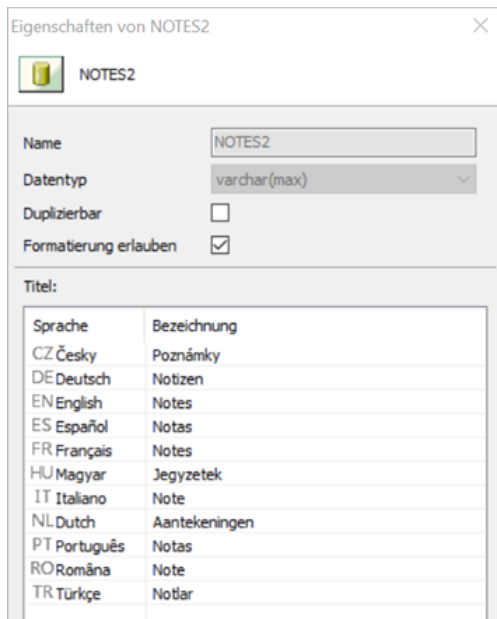 Eigenschaften von NOTES2
NOTES2
Name NOTES2
Datentyp varchar(max)
Duplizierbar
Formatierung erlauben
Titel:
Sprache Bezeichnung
CZ Česky Poznámky
DE Deutsch Notizen
EN English Notes
ES Español Notas
FR Français Notes
HU Magyar Jegyzetek
IT Italiano Note
NL Dutch Aantekeningen
PT Português Notas
RO Româna Note
TR Türkçe Notlar